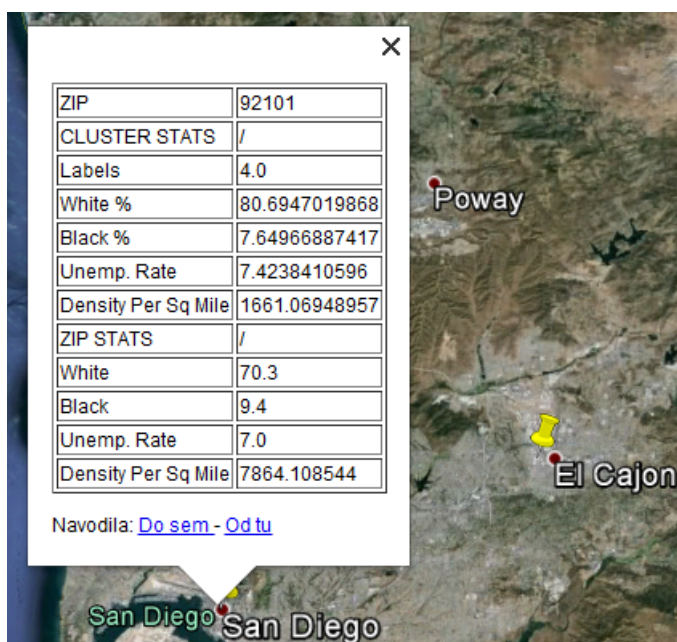 ZIP 92101
CLUSTER STATS /
Labels 4.0
White % 80.6947019868
Black % 7.64966887417
Unemp. Rate 7.4238410596
Density Per Sq Mile 1661.06948957
ZIP STATS /
White 70.3
Black 9.4
Unemp. Rate 7.0
Density Per Sq Mile 7864.108544
Navodila: Do sem - Od tu
Poway
El Cajon
San Diego
San Diego